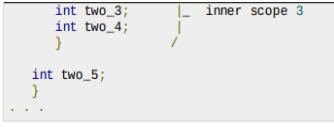 int two_3; |_ inner scope 3
int two_4; |
} /
int two_5;
}
. . .